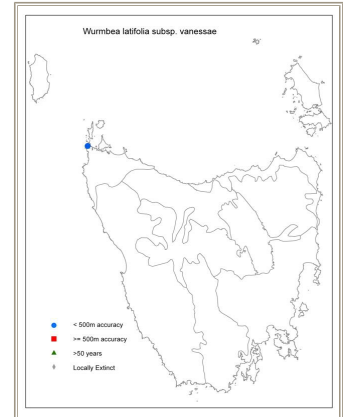 Wurmbea latifolia subsp. vanessae
< 500m accuracy
>= 500m accuracy
>50 years
Locally Extinct